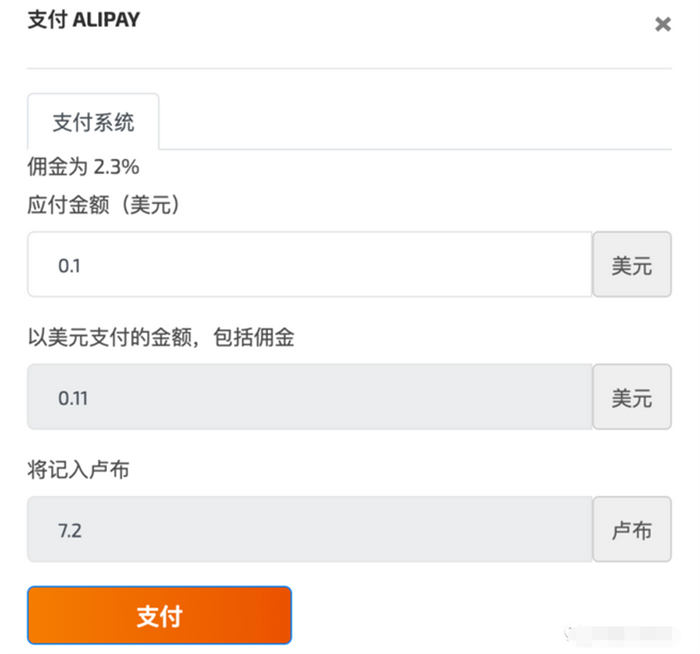 支付 ALIPAY
支付系统
佣金为 2.3%
应付金额（美元）
0.1 美元
以美元支付的金额，包括佣金
0.11 美元
将记入卢布
7.2 卢布
支付